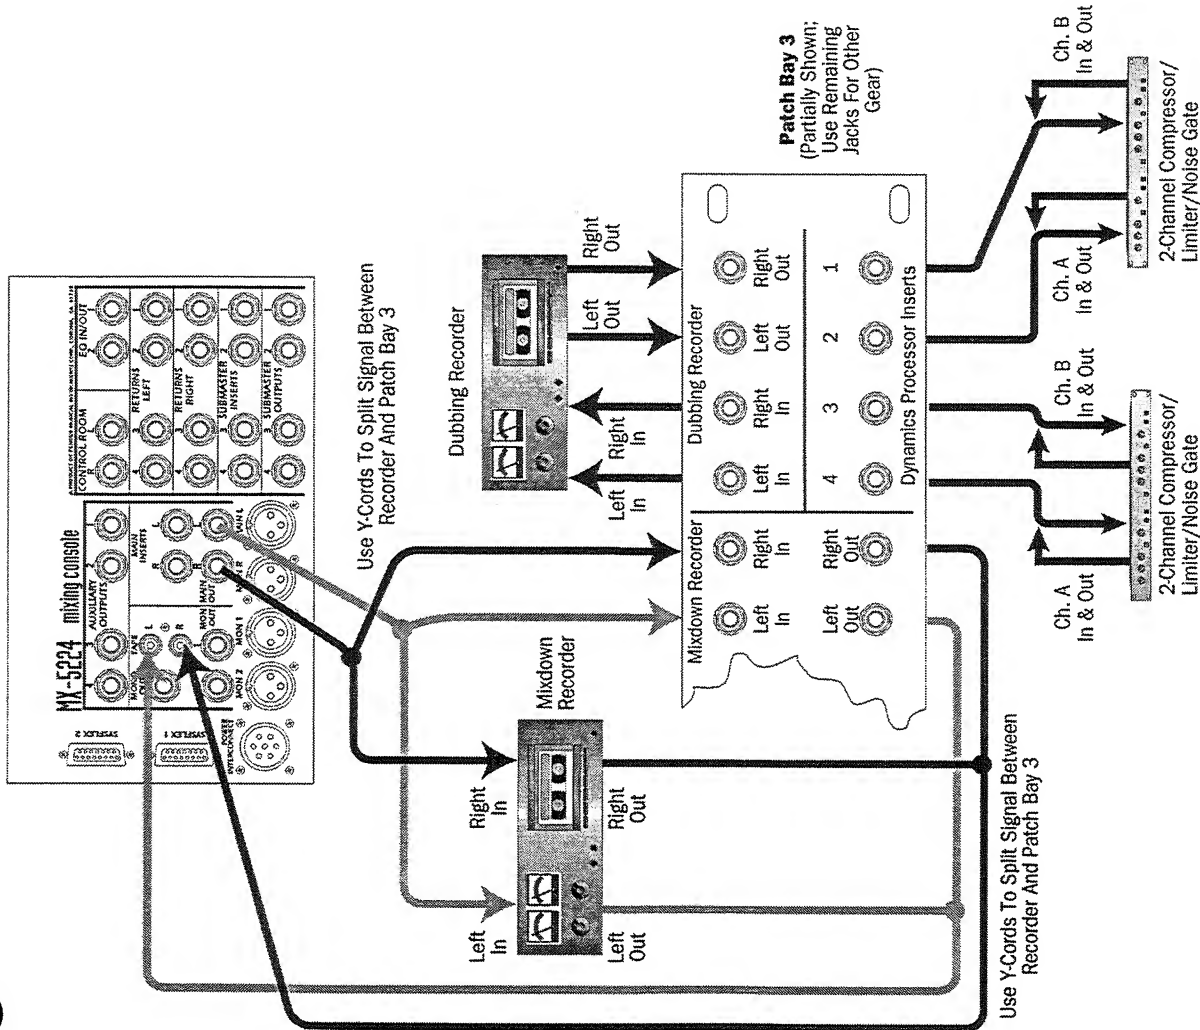 MX-5224 mixing console
SYSFLEX 2
SYSFLEX 1
POWER
INTERCONNECT
AUXILIARY
OUTPUTS
4
3
2
1
MAIN
INSERTS
TAPE
L
R
MON 2
MON 1
MAIN R
MAIN L
CONTROL ROOM
EQ IN/OUT
RETURNS
LEFT
RETURNS
RIGHT
SUBMASTER
INSERTS
SUBMASTER
OUTPUTS
Use Y-Cords To Split Signal Between
Recorder And Patch Bay 3
Dubbing Recorder
Left
In
Right
In
Left
Out
Right
Out
Mixdown
Recorder
Left
In
Right
In
Left
Out
Right
Out
Patch Bay 3
(Partially Shown;
Use Remaining
Jacks For Other
Gear)
Mixdown Recorder
Left
In
Right
In
Left
Out
Right
Out
Dubbing Recorder
Left
In
Right
In
Left
Out
Right
Out
4
3
2
1
Dynamics Processor Inserts
Use Y-Cords To Split Signal Between
Recorder And Patch Bay 3
Ch. A
In & Out
Ch. B
In & Out
2-Channel Compressor/
Limiter/Noise Gate
Ch. A
In & Out
Ch. B
In & Out
2-Channel Compressor/
Limiter/Noise Gate